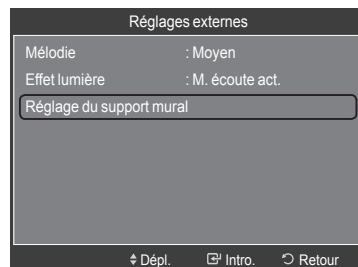 Réglages externes
Mélodie : Moyen
Effet lumière : M. écoute act.
Réglage du support mural
Dépl. Intro. Retour